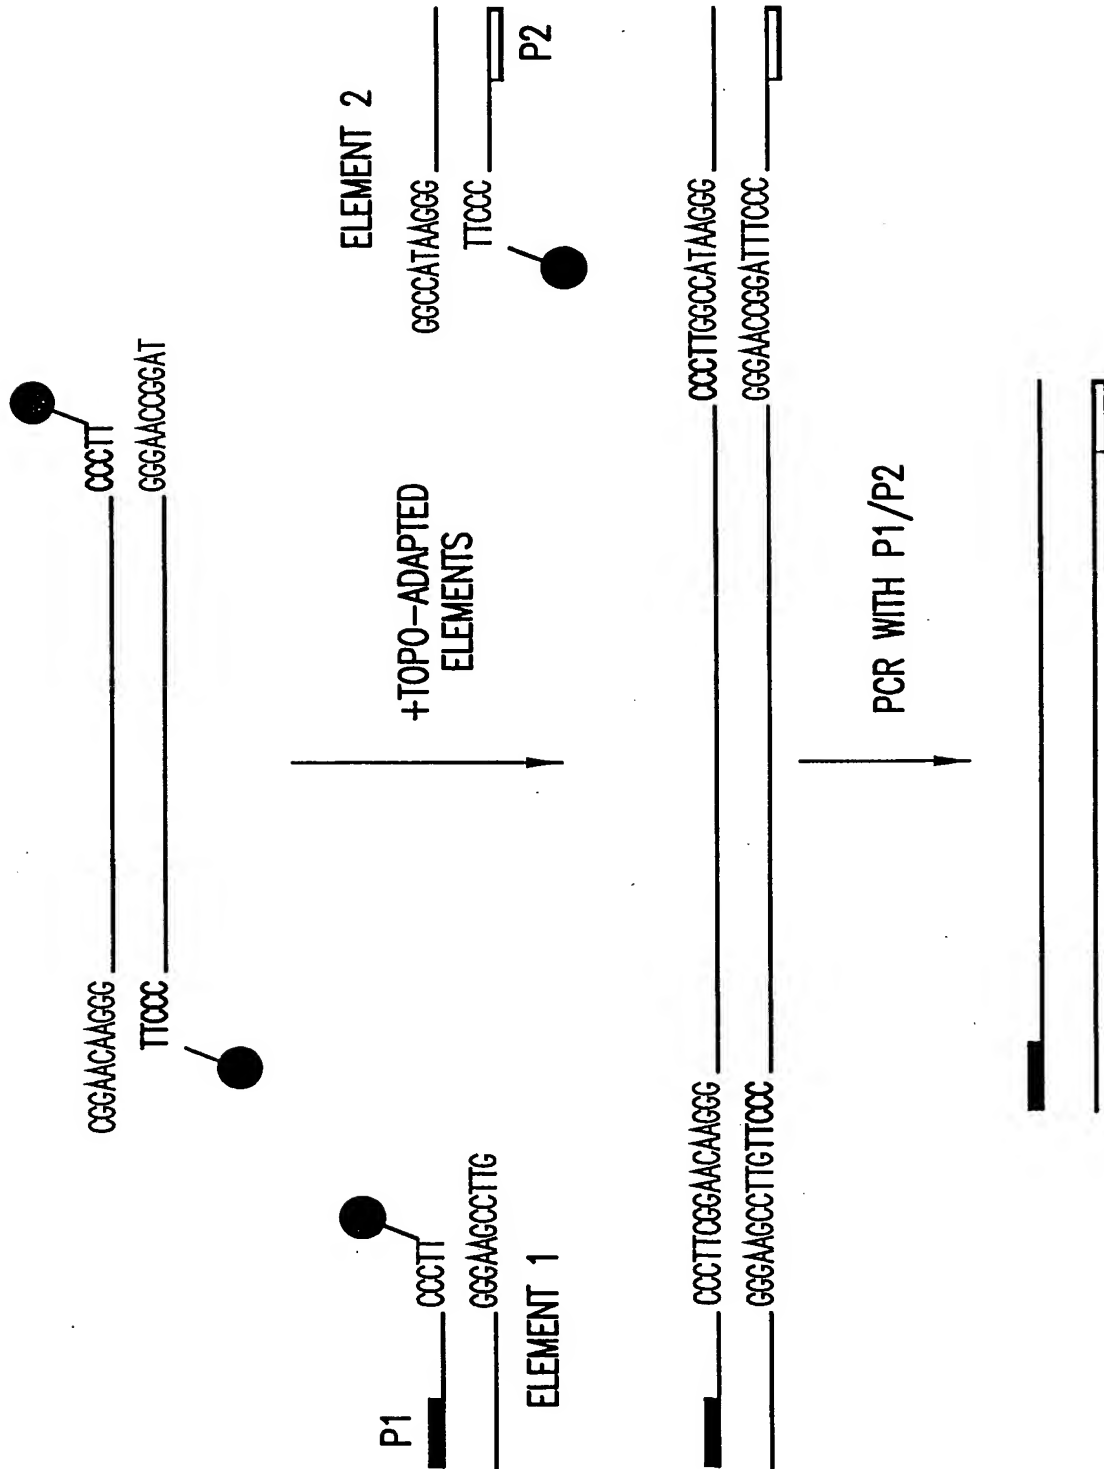 CGGAACAAGGG
CCCTT
TTCCC
GGGAACCGGAT
P1
CCCTT
GGGAAGCCTTG
ELEMENT 1
+TOPO-ADAPTED
ELEMENTS
ELEMENT 2
GGCCATAAGGG
TTCCC
P2
CCCTTCGGAACAAGGG
CCCTTGGCCATAAGGG
GGGAAGCCTTGTTCCC
GGGAACCGGATTTCCC
PCR WITH P1/P2